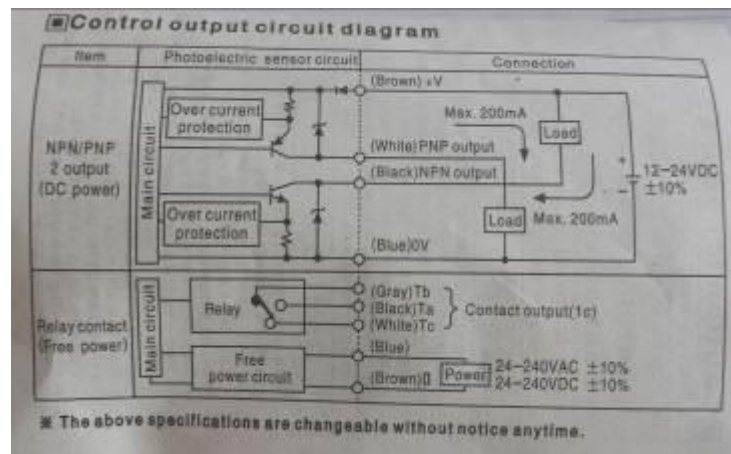 ▣Control output circuit diagram
Item
Photoelectric sensor circuit
Connection
NPN/PNP
2 output
(DC power)
Main circuit
Over current
protection
Over current
protection
(Brown) +V
(White)PNP output
(Black)NPN output
(Blue)0V
Max. 200mA
Load
Load
Max. 200mA
+
-
12-24VDC
±10%
Relay contact
(Free power)
Main circuit
Relay
Free
power circuit
(Gray)Tb
(Black)Ta
(White)Tc
Contact output(1c)
(Blue)
(Brown)
Power
24-240VAC ±10%
24-240VDC ±10%
※ The above specifications are changeable without notice anytime.